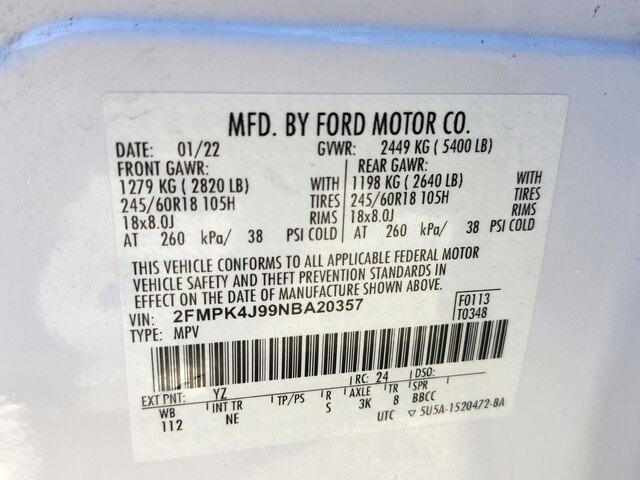 MFD. BY FORD MOTOR CO.
DATE: 01/22 GVWR: 2449 KG ( 5400 LB)
FRONT GAWR: REAR GAWR:
1279 KG ( 2820 LB) WITH 1198 KG ( 2640 LB) WITH
245/60R18 105H TIRES 245/60R18 105H TIRES
18x8.0J RIMS 18x8.0J RIMS
AT 260 kPa/ 38 PSI COLD AT 260 kPa/ 38 PSI COLD
THIS VEHICLE CONFORMS TO ALL APPLICABLE FEDERAL MOTOR
VEHICLE SAFETY AND THEFT PREVENTION STANDARDS IN
EFFECT ON THE DATE OF MANUFACTURE SHOWN ABOVE.
VIN: 2FMPK4J99NBA20357 F0113
TYPE: MPV T0348
EXT PNT: YZ RC: 24 DSO:
WB INT TR TP/PS R AXLE TR SPR
112 NE S 3K 8 BBCC
UTC ▽ 5U5A-1520472-BA